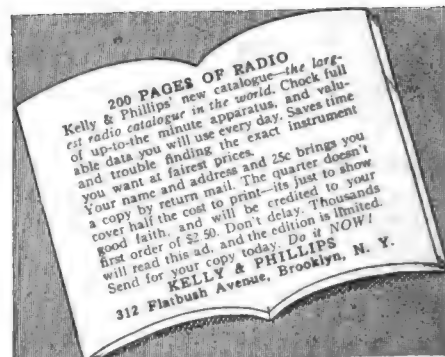 200 PAGES OF RADIO
Kelly & Phillips' new catalogue—the larg-
est radio catalogue in the world. Chock full
of up-to-the minute apparatus, and valu-
able data you will use every day. Saves time
and trouble finding the exact instrument
you want at fairest prices.
Your name and address and 25c brings you
a copy by return mail. The quarter doesn't
cover half the cost to print—its just to show
good faith, and will be credited to your
first order of $2.50. Don't delay. Thousands
will read this ad, and the edition is limited.
Send for your copy today. Do it NOW!
KELLY & PHILLIPS
312 Flatbush Avenue, Brooklyn, N. Y.